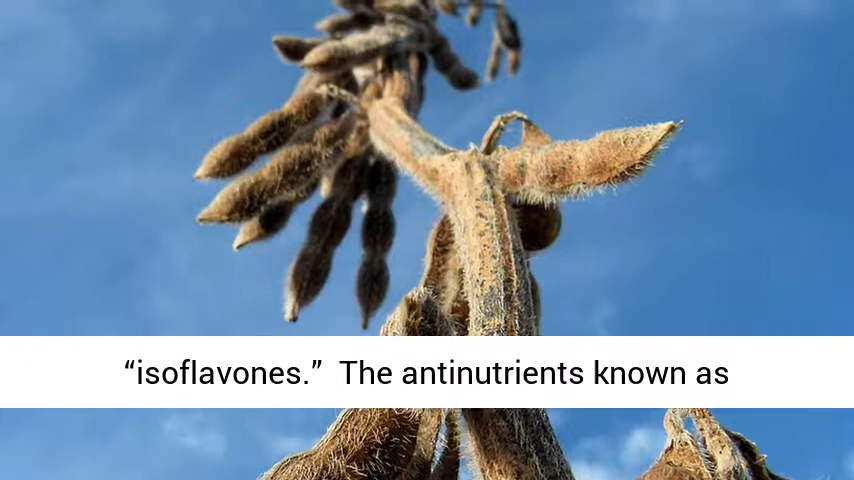 “isoflavones.”  The antinutrients known as